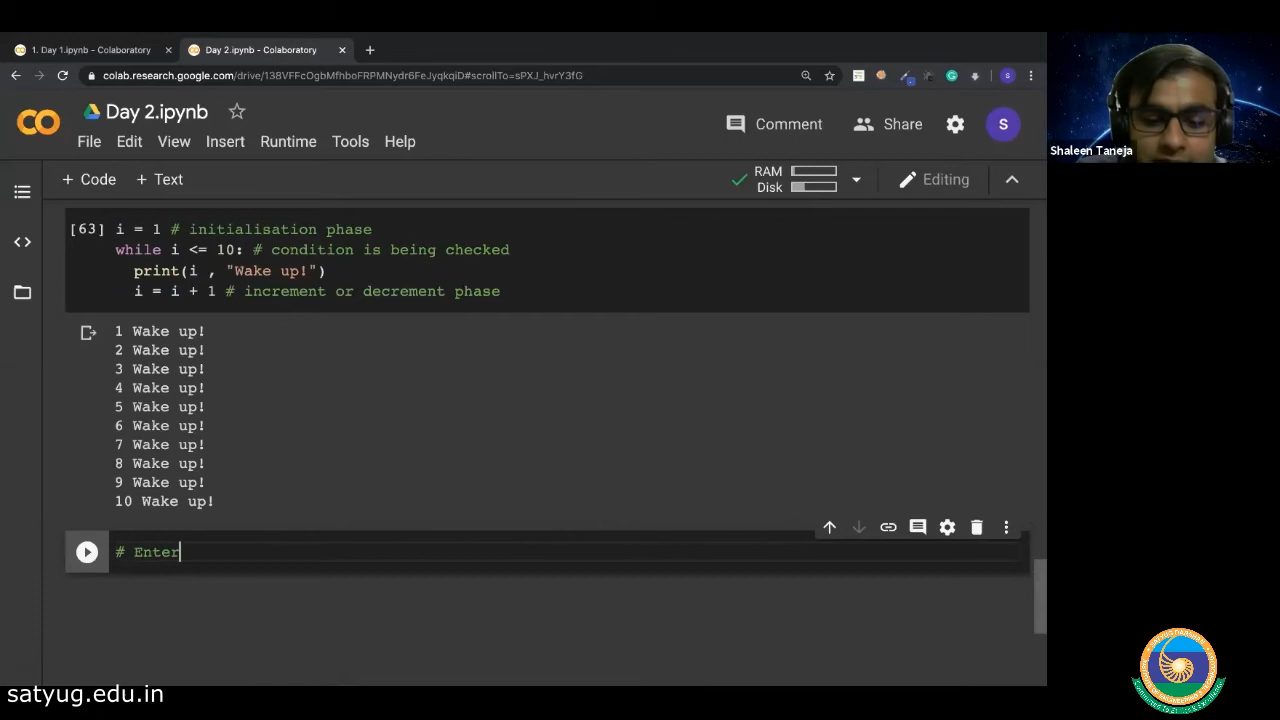 1. Day 1.ipynb - Colaboratory
Day 2.ipynb - Colaboratory
colab.research.google.com/drive/138VFFcOgbMfhboFRPMNydr6FeJyqkqiD#scrollTo=sPXJ_hvrY3fG
S
Day 2.ipynb
File Edit View Insert Runtime Tools Help
Comment
Share
S
+ Code + Text
RAM
Disk
Editing
[63] i = 1 # initialisation phase
while i <= 10: # condition is being checked
print(i , "Wake up!")
i = i + 1 # increment or decrement phase
1 Wake up!
2 Wake up!
3 Wake up!
4 Wake up!
5 Wake up!
6 Wake up!
7 Wake up!
8 Wake up!
9 Wake up!
10 Wake up!
# Enter
Shaleen Taneja
satyug.edu.in